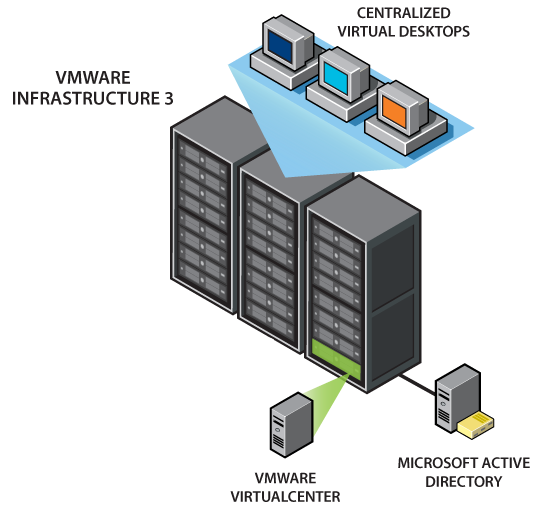 CENTRALIZED
VIRTUAL DESKTOPS
VMWARE
INFRASTRUCTURE 3
VMWARE
VIRTUALCENTER
MICROSOFT ACTIVE
DIRECTORY